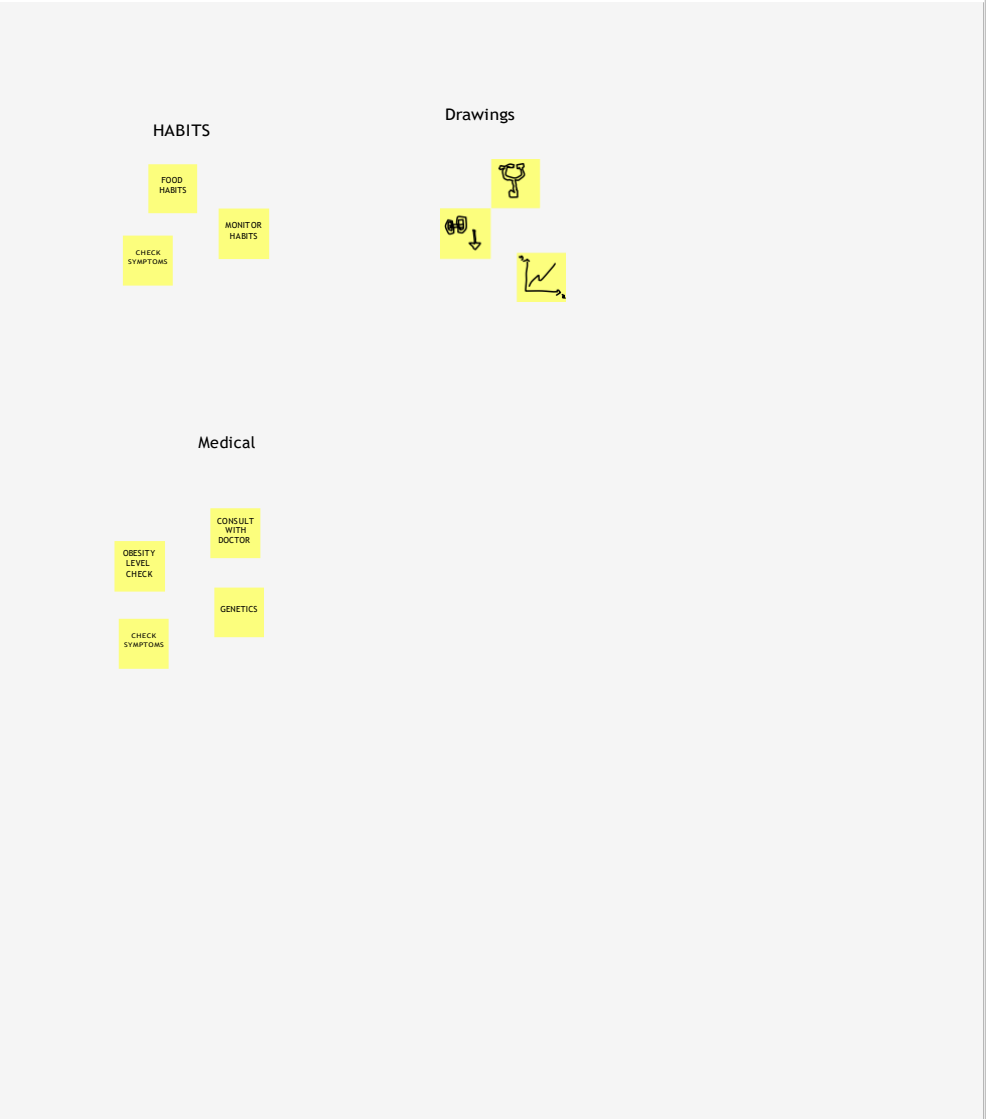 HABITS
FOOD
HABITS
MONITOR
HABITS
CHECK
SYMPTOMS
Drawings
Medical
CONSULT
WITH
DOCTOR
OBESITY
LEVEL
CHECK
GENETICS
CHECK
SYMPTOMS